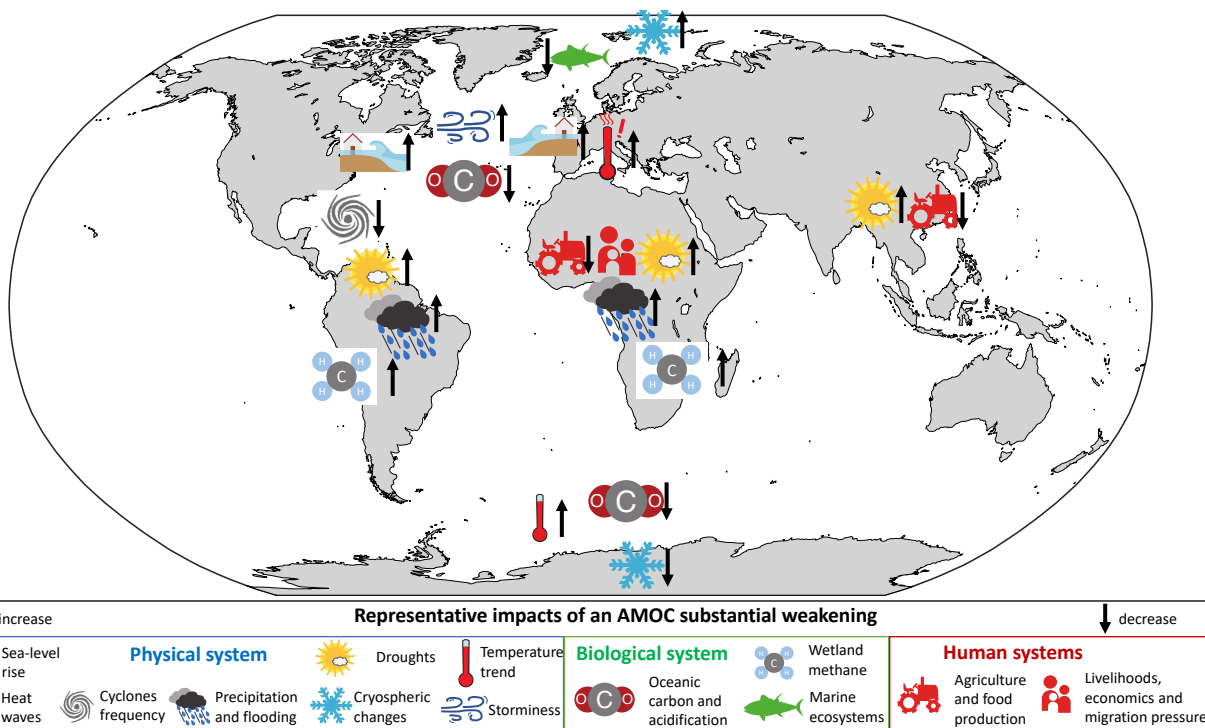 O C O
O C O
H H
C
H H
H H
C
H H
O C O
increase
Representative impacts of an AMOC substantial weakening
decrease
Sea-level
rise
Heat
waves
Physical system
Cyclones
frequency
Precipitation
and flooding
Droughts
Cryospheric
changes
Temperature
trend
Storminess
Biological system
O C O
Oceanic
carbon and
acidification
H H
C
H H
Wetland
methane
Marine
ecosystems
Human systems
Agriculture
and food
production
Livelihoods,
economics and
migration pressure